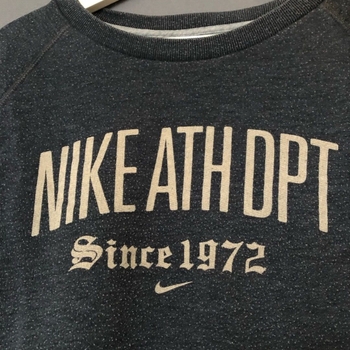 NIKE ATH DPT
Since 1972